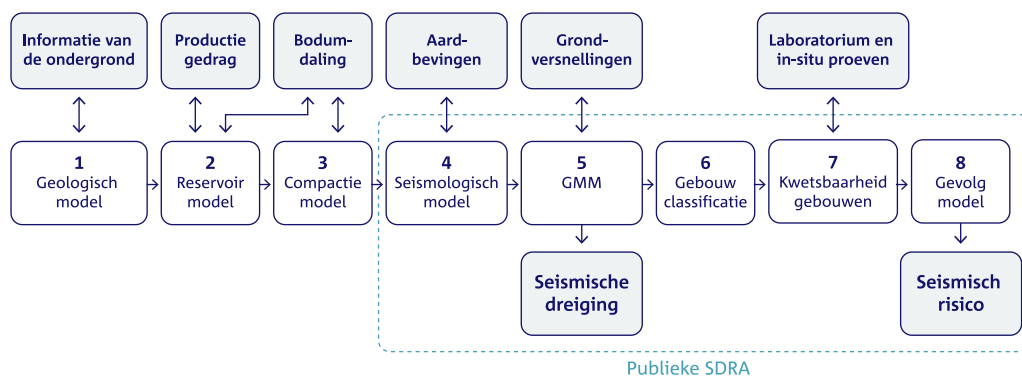 Informatie van
de ondergrond
Productie
gedrag
Bodum-
daling
Aard-
bevingen
Grond-
versnellingen
Laboratorium en
in-situ proeven
1
Geologisch
model
2
Reservoir
model
3
Compactie
model
4
Seismologisch
model
5
GMM
6
Gebouw
classificatie
7
Kwetsbaarheid
gebouwen
8
Gevolg
model
Seismische
dreiging
Seismisch
risico
Publieke SDRA